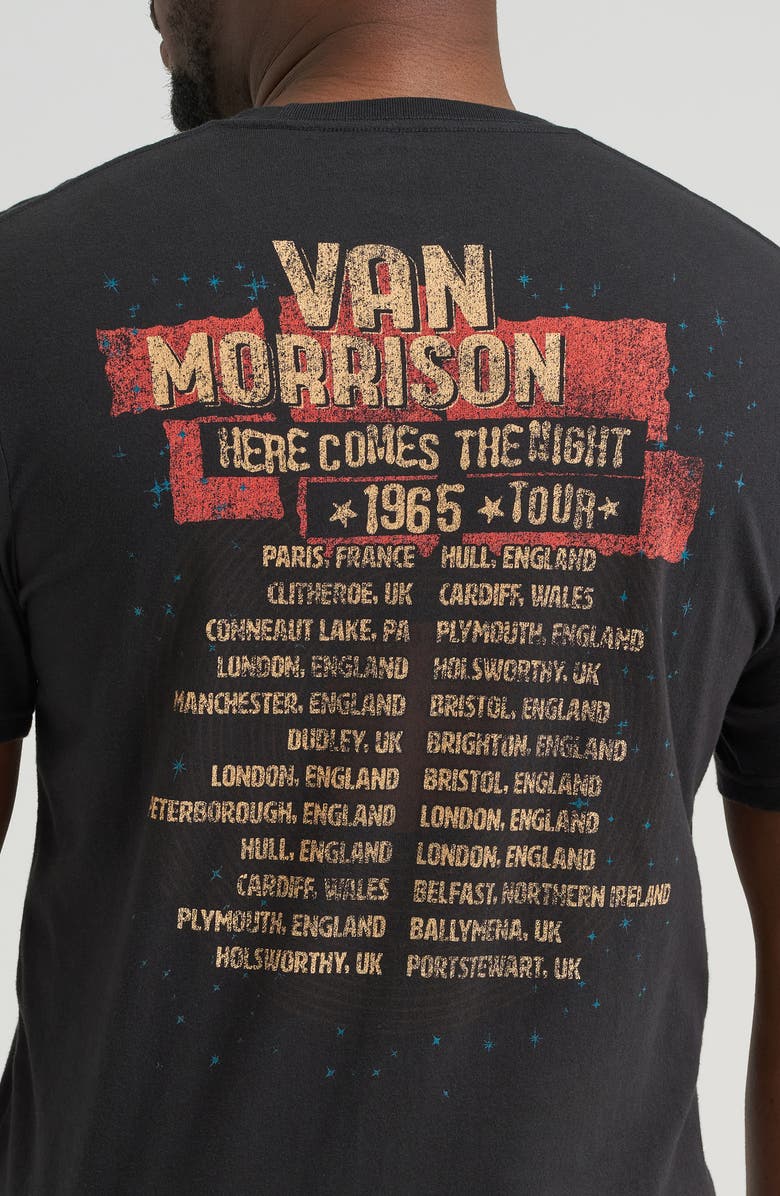 VAN
MORRISON
HERE COMES THE NIGHT
1965 TOUR
PARIS, FRANCE HULL, ENGLAND
CLITHEROE, UK CARDIFF, WALES
CONNEAUT LAKE, PA PLYMOUTH, ENGLAND
LONDON, ENGLAND HOLSWORTHY, UK
MANCHESTER, ENGLAND BRISTOL, ENGLAND
DUDLEY, UK BRIGHTON, ENGLAND
LONDON, ENGLAND BRISTOL, ENGLAND
ETERBOROUGH, ENGLAND LONDON, ENGLAND
HULL, ENGLAND LONDON, ENGLAND
CARDIFF, WALES BELFAST, NORTHERN IRELAND
PLYMOUTH, ENGLAND BALLYMENA, UK
HOLSWORTHY, UK PORTSTEWART, UK